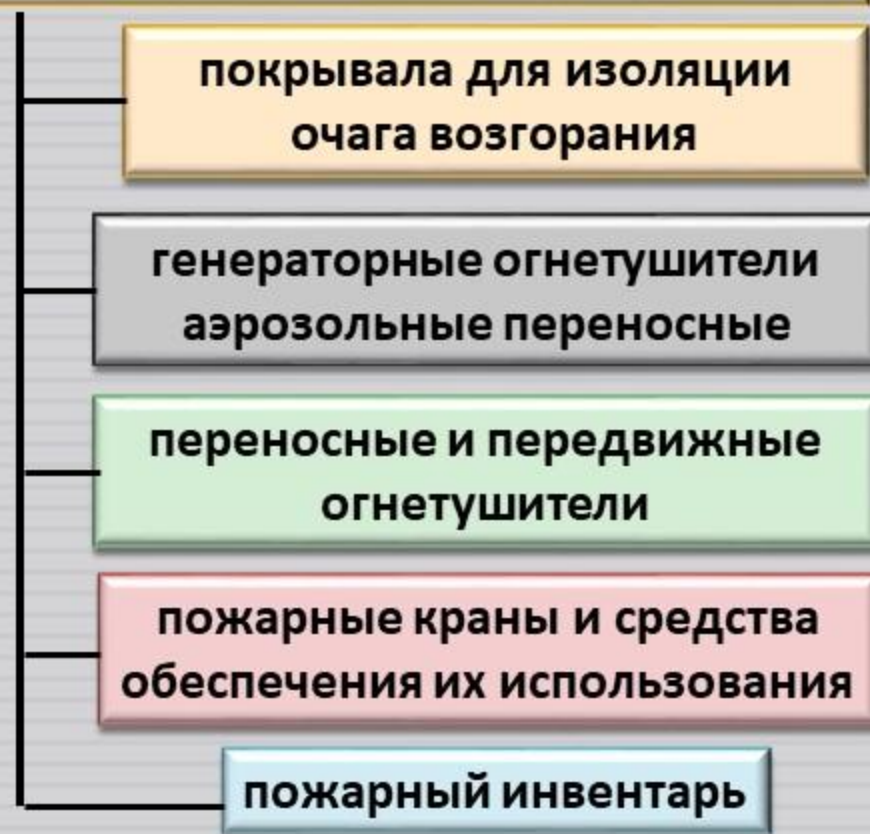 покрывала для изоляции
очага возгорания
генераторные огнетушители
аэрозольные переносные
переносные и передвижные
огнетушители
пожарные краны и средства
обеспечения их использования
пожарный инвентарь